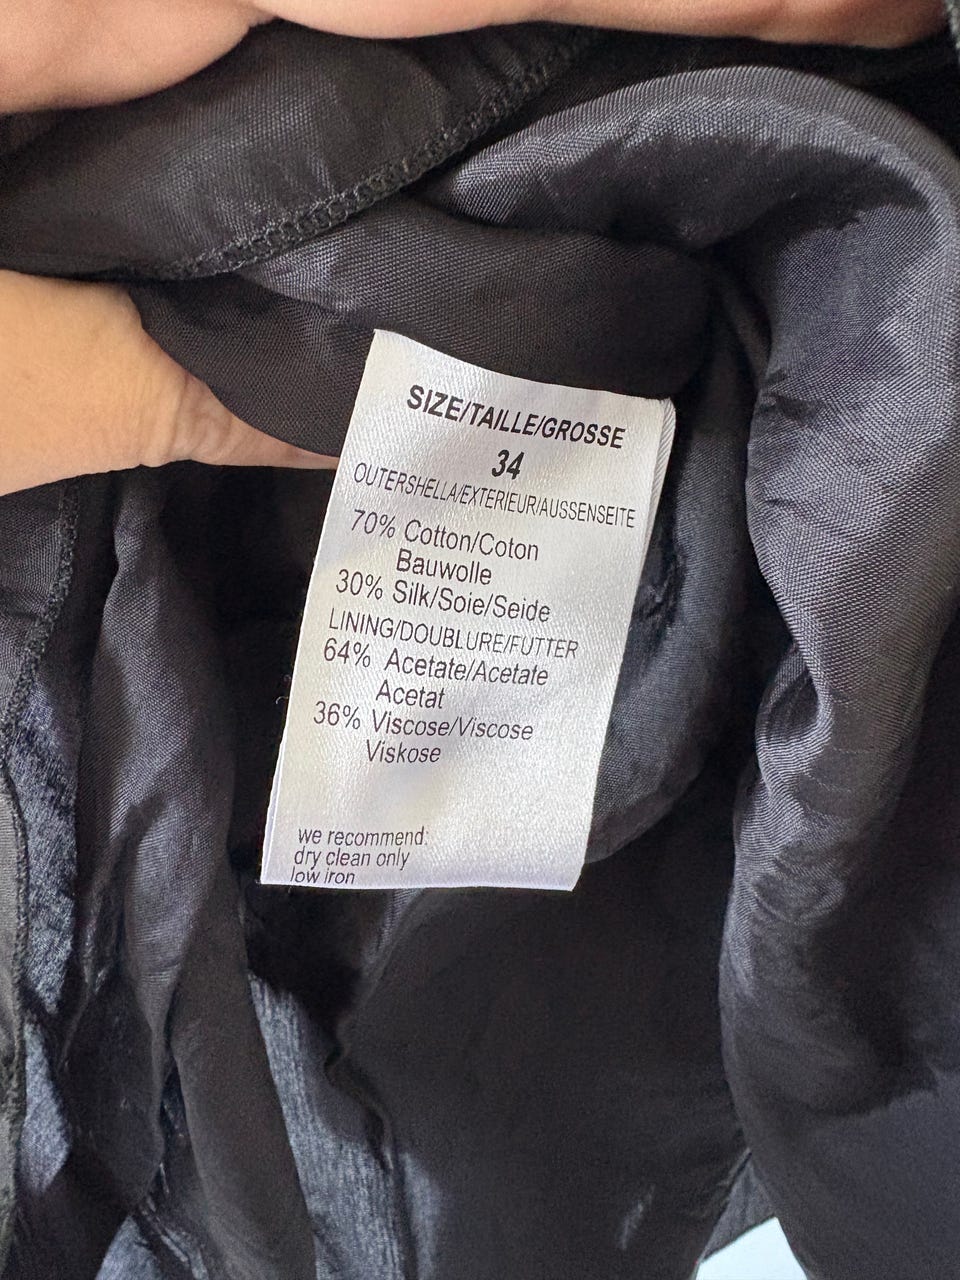 SIZE/TAILLE/GROSSE
34
OUTERSHELLA/EXTERIEUR/AUSSENSEITE
70% Cotton/Coton
Bauwolle
30% Silk/Soie/Seide
LINING/DOUBLURE/FUTTER
64% Acetate/Acetate
Acetat
36% Viscose/Viscose
Viskose
we recommend:
dry clean only
low iron